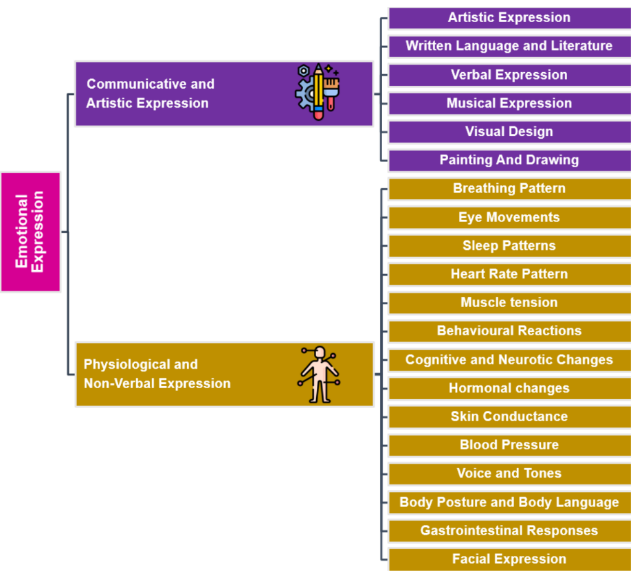 Emotional
Expression
Communicative and
Artistic Expression
Artistic Expression
Written Language and Literature
Verbal Expression
Musical Expression
Visual Design
Painting And Drawing
Physiological and
Non-Verbal Expression
Breathing Pattern
Eye Movements
Sleep Patterns
Heart Rate Pattern
Muscle tension
Behavioural Reactions
Cognitive and Neurotic Changes
Hormonal changes
Skin Conductance
Blood Pressure
Voice and Tones
Body Posture and Body Language
Gastrointestinal Responses
Facial Expression